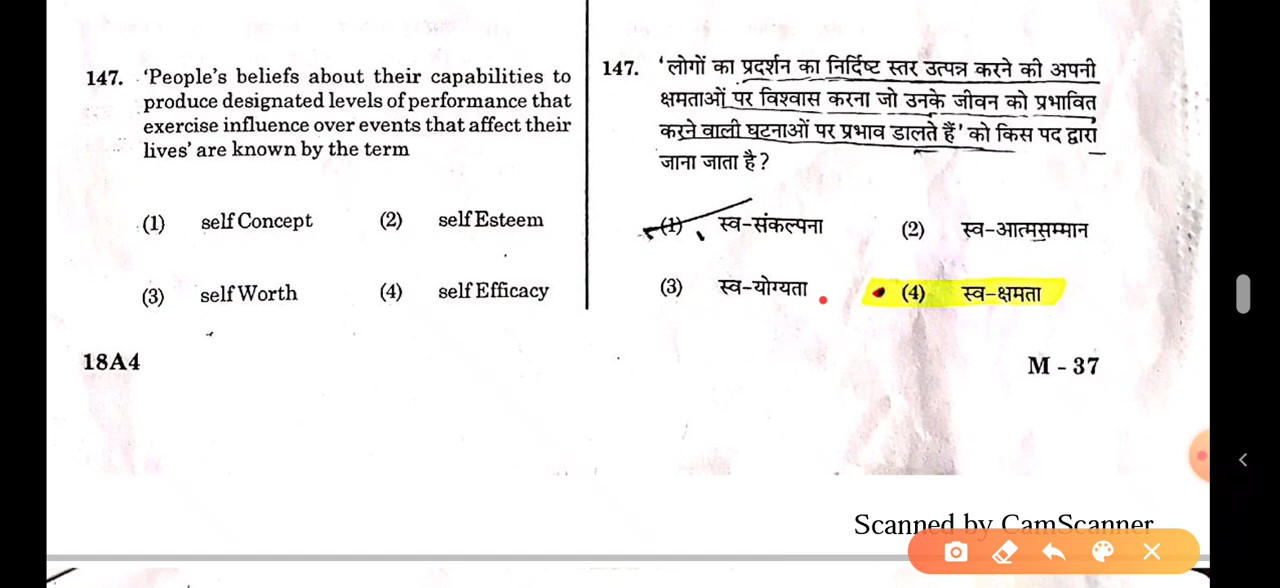 147. 'People's beliefs about their capabilities to
produce designated levels of performance that
exercise influence over events that affect their
lives' are known by the term
(1) self Concept (2) self Esteem
(3) self Worth (4) self Efficacy
18A4
147. 'लोगों का प्रदर्शन का निर्दिष्ट स्तर उत्पन्न करने की अपनी
क्षमताओं पर विश्वास करना जो उनके जीवन को प्रभावित
करने वाली घटनाओं पर प्रभाव डालते हैं' को किस पद द्वारा
जाना जाता है ?
(1) स्व-संकल्पना (2) स्व-आत्मसम्मान
(3) स्व-योग्यता (4) स्व-क्षमता
M - 37
Scanned by CamScanner